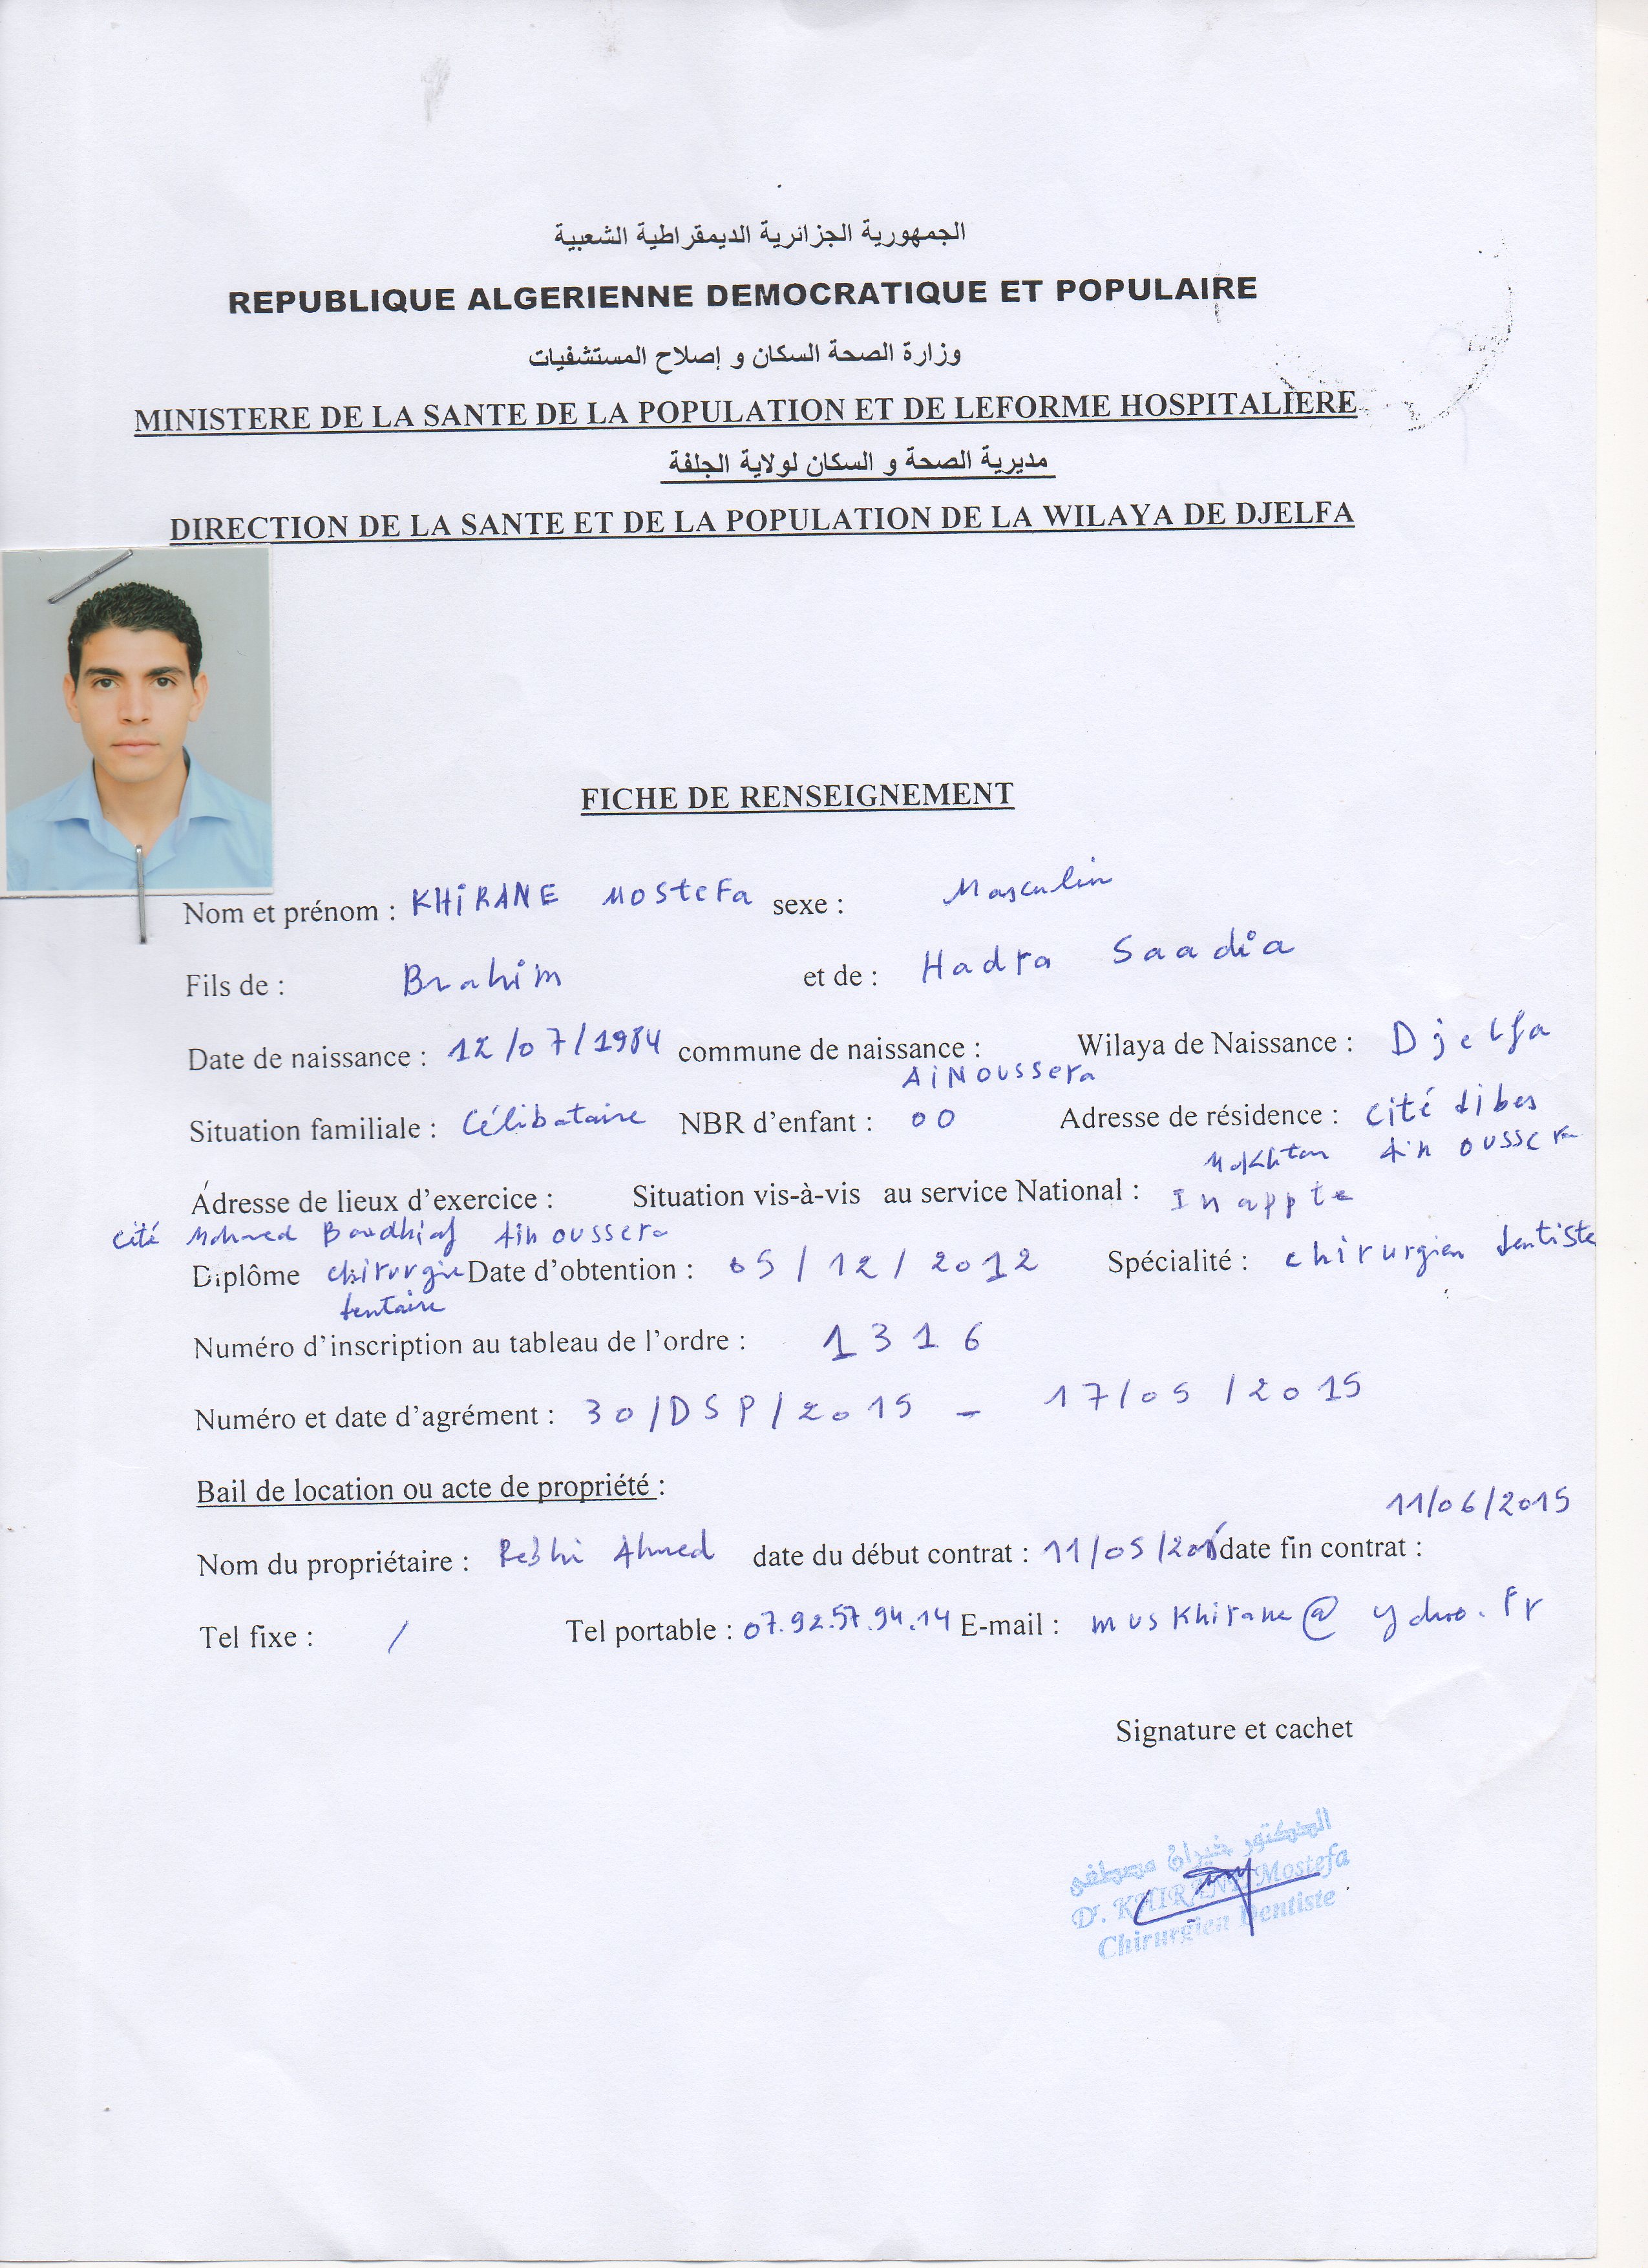 الجمهورية الجزائرية الديمقراطية الشعبية
REPUBLIQUE ALGERIENNE DEMOCRATIQUE ET POPULAIRE
وزارة الصحة السكان و إصلاح المستشفيات
MINISTERE DE LA SANTE DE LA POPULATION ET DE LEFORME HOSPITALIERE
مديرية الصحة و السكان لولاية الجلفة
DIRECTION DE LA SANTE ET DE LA POPULATION DE LA WILAYA DE DJELFA
FICHE DE RENSEIGNEMENT
Nom et prénom : KHIRANE MOSteFa sexe : Masculin
Fils de : Brahim et de : Hadra Saadia
Date de naissance : 12/07/1984 commune de naissance : Wilaya de Naissance : Djelfa
AiNoussera
Situation familiale : Célibataire NBR d'enfant : 00 Adresse de résidence : Cité dibes
Mokhtar Ain oussera
Adresse de lieux d'exercice : Situation vis-à-vis au service National : Inappte
Cité Mohamed Boudhiaf Ain oussera
Diplôme chirurgie Date d'obtention : 05/12/2012 Spécialité : chirurgien dentiste
dentaire
Numéro d'inscription au tableau de l'ordre : 1316
Numéro et date d'agrément : 30/DSP/2015 - 17/05/2015
Bail de location ou acte de propriété :
11/06/2015
Nom du propriétaire : Rebhi Ahmed date du début contrat : 11/05/ date fin contrat :
Tel fixe : / Tel portable : 07.92.57.94.14 E-mail : muskhirane@yahoo.Fr
Signature et cachet
الدكتور خيران مصطفى
Dr. KHIRANE Mostefa
Chirurgien Dentiste